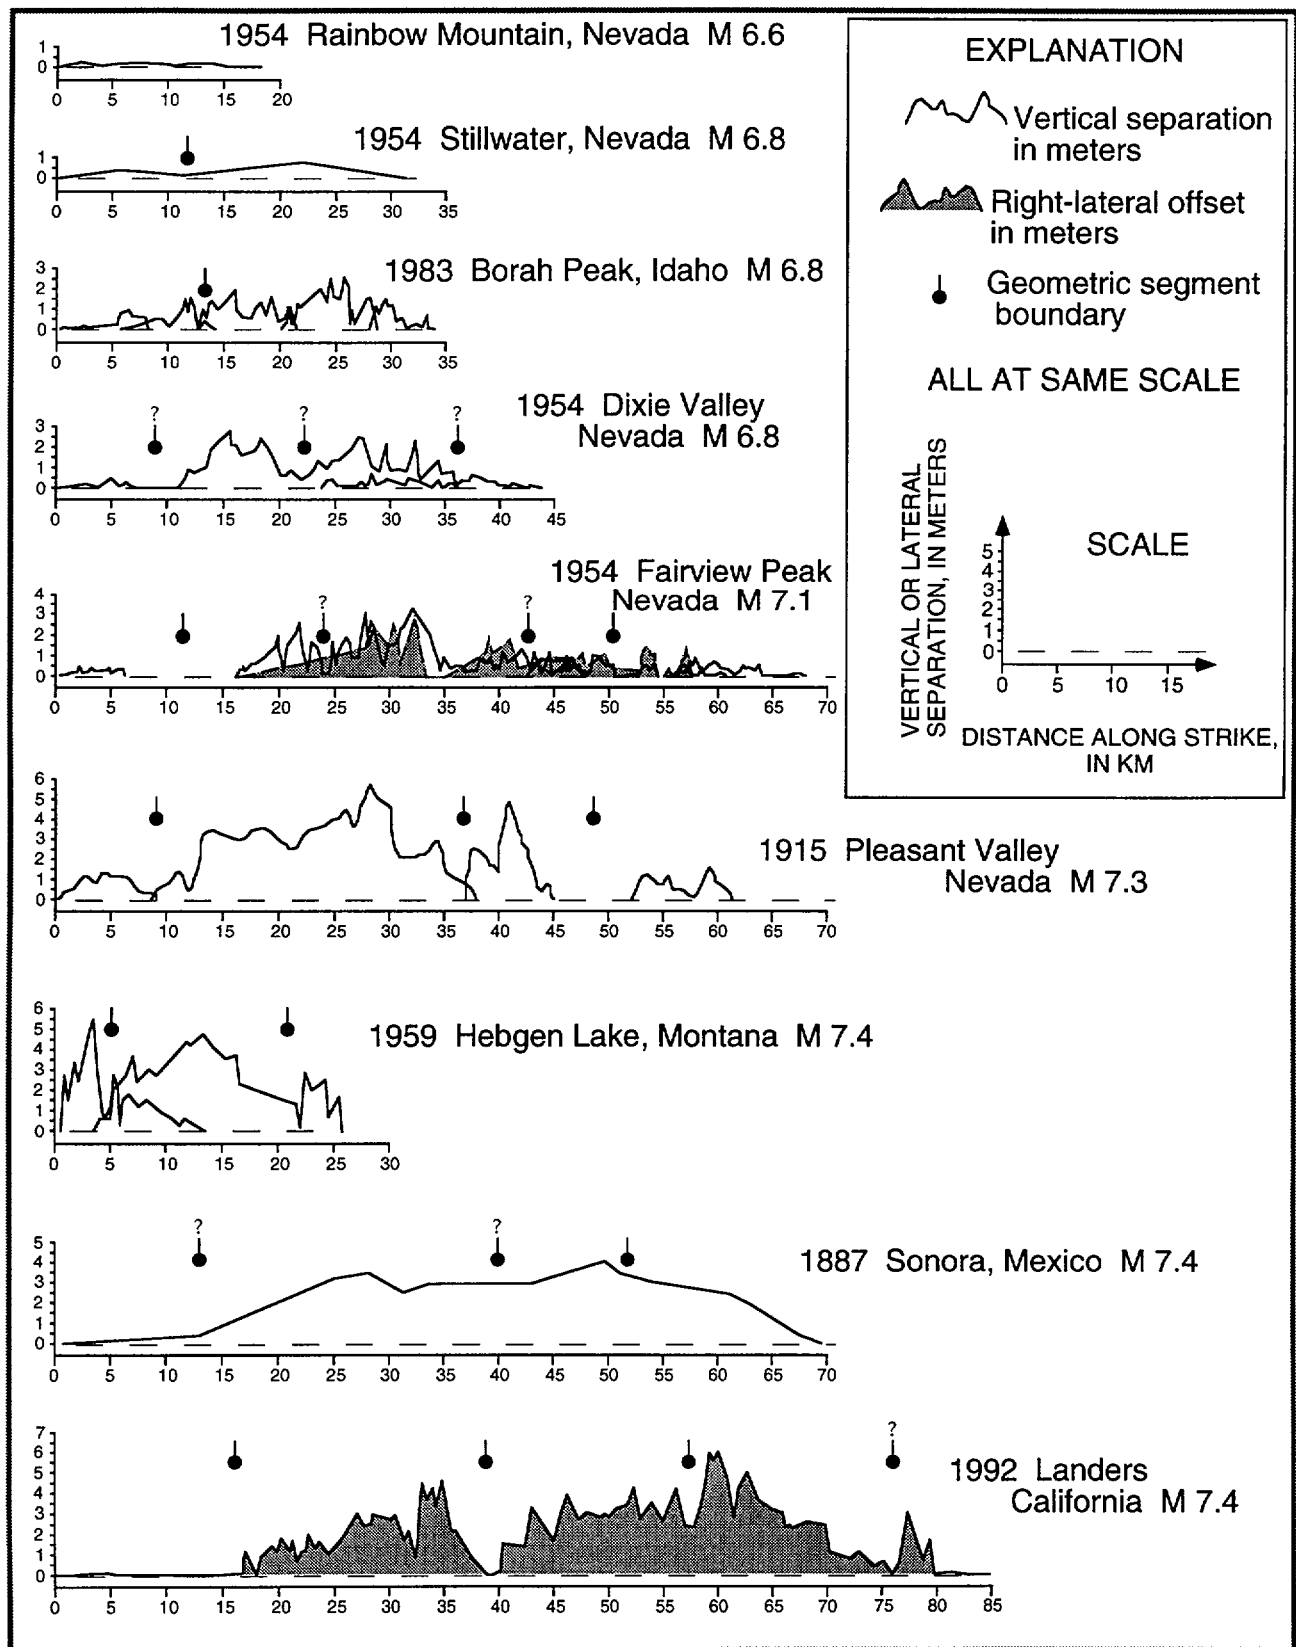 1954 Rainbow Mountain, Nevada M 6.6
1
0
0 5 10 15 20
1954 Stillwater, Nevada M 6.8
1
0
0 5 10 15 20 25 30 35
1983 Borah Peak, Idaho M 6.8
3
2
1
0
0 5 10 15 20 25 30 35
1954 Dixie Valley
Nevada M 6.8
? ? ?
3
2
1
0
0 5 10 15 20 25 30 35 40 45
1954 Fairview Peak
Nevada M 7.1
? ?
4
3
2
1
0
0 5 10 15 20 25 30 35 40 45 50 55 60 65 70
6
5
4
3
2
1
0
1915 Pleasant Valley
Nevada M 7.3
0 5 10 15 20 25 30 35 40 45 50 55 60 65 70
6
5
4
3
2
1
0
1959 Hebgen Lake, Montana M 7.4
0 5 10 15 20 25 30
? ?
5
4
3
2
1
0
1887 Sonora, Mexico M 7.4
0 5 10 15 20 25 30 35 40 45 50 55 60 65 70
?
7
6
5
4
3
2
1
0
1992 Landers
California M 7.4
0 5 10 15 20 25 30 35 40 45 50 55 60 65 70 75 80 85
EXPLANATION
Vertical separation
in meters
Right-lateral offset
in meters
Geometric segment
boundary
ALL AT SAME SCALE
VERTICAL OR LATERAL
SEPARATION, IN METERS
SCALE
5
4
3
2
1
0
0 5 10 15
DISTANCE ALONG STRIKE,
IN KM